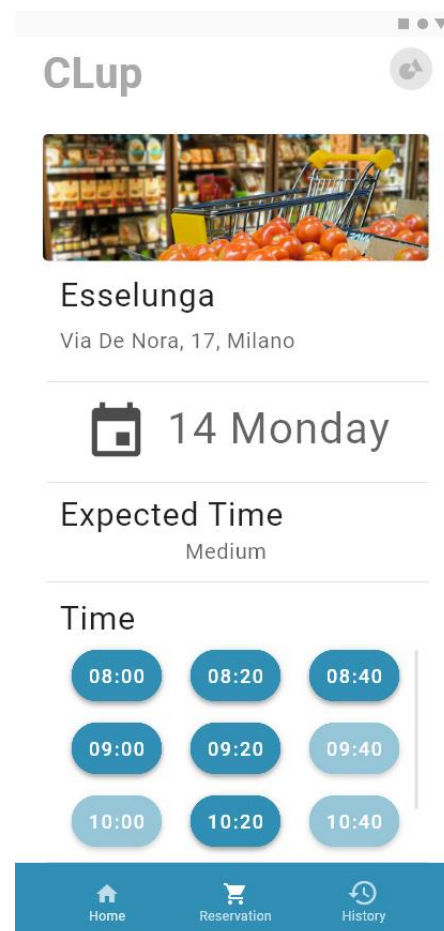 CLup
Esselunga
Via De Nora, 17, Milano
14 Monday
Expected Time
Medium
Time
08:00 08:20 08:40
09:00 09:20 09:40
10:00 10:20 10:40
Home Reservation History